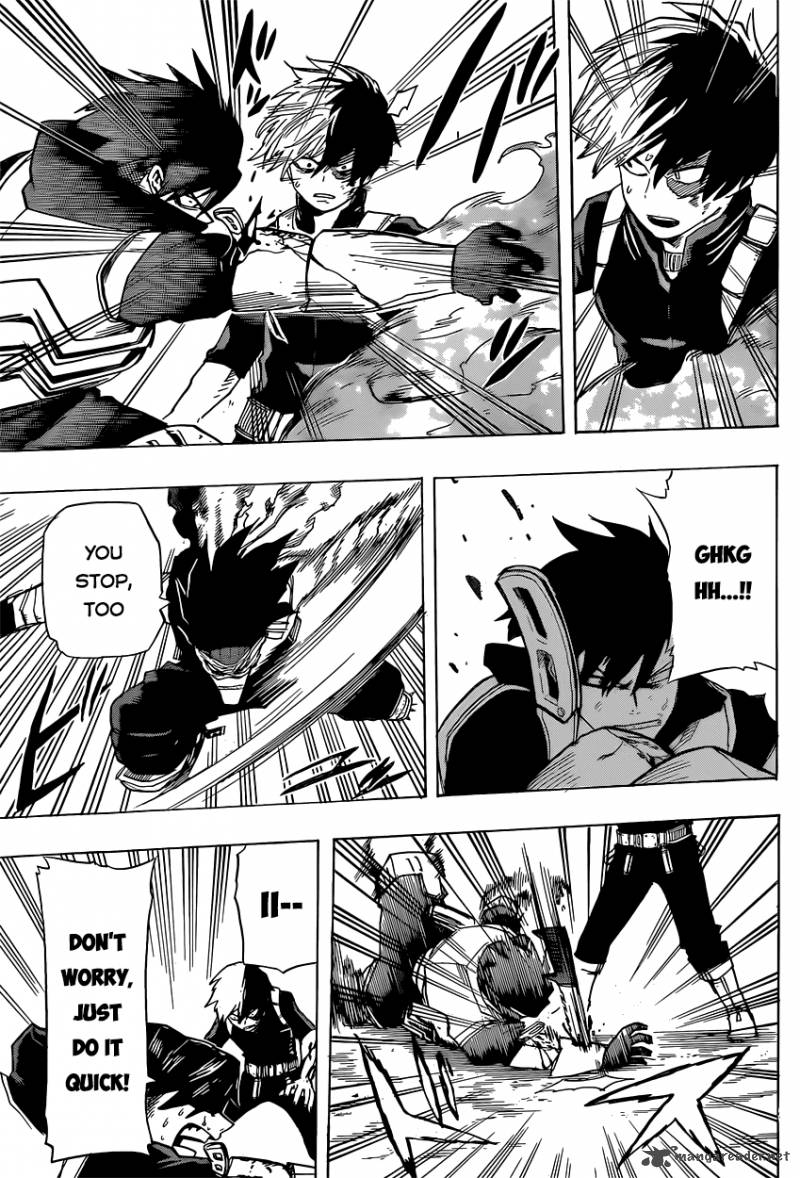 GHKG
HH...!!
YOU
STOP,
TOO
II--
DON'T
WORRY,
JUST
DO IT
QUICK!
mangareader.net